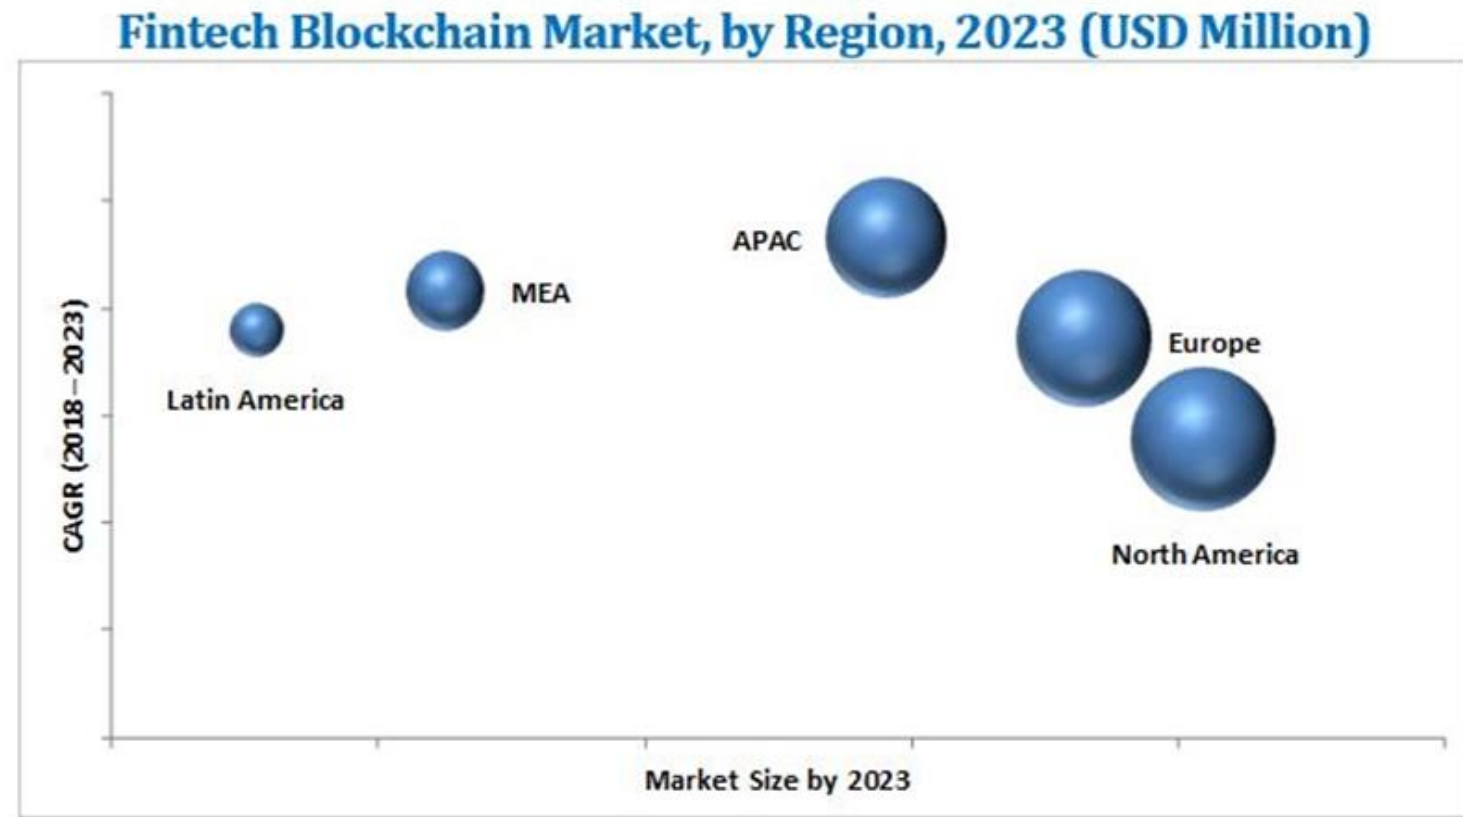 Fintech Blockchain Market, by Region, 2023 (USD Million)
APAC
MEA
Europe
Latin America
North America
CAGR (2018–2023)
Market Size by 2023